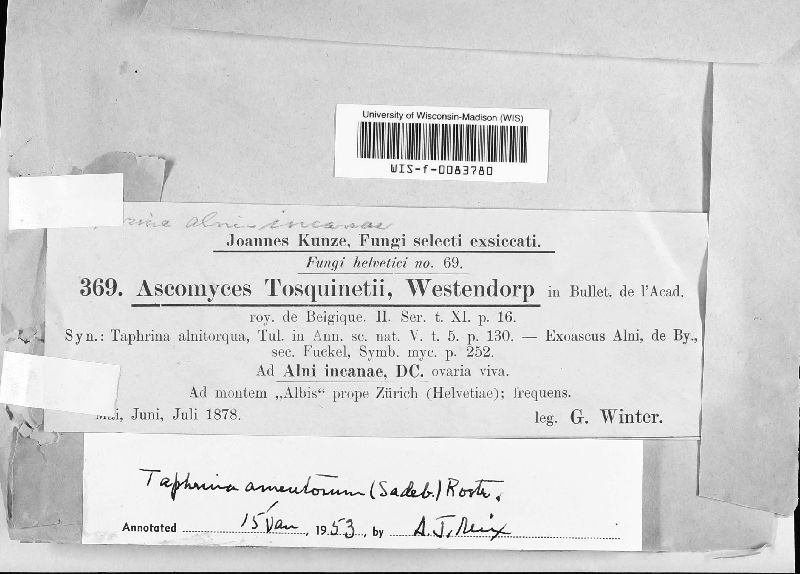 University of Wisconsin-Madison (WIS)
WIS-f-0083780
alni-incanae
Joannes Kunze, Fungi selecti exsiccati.
Fungi helvetici no. 69.
369. Ascomyces Tosquinetii, Westendorp in Bullet. de l'Acad.
roy. de Belgique. II. Ser. t. XI. p. 16.
Syn.: Taphrina alnitorqua, Tul. in Ann. sc. nat. V. t. 5. p. 130. — Exoascus Alni, de By.,
sec. Fuckel, Symb. myc. p. 252.
Ad Alni incanae, DC. ovaria viva.
Ad montem „Albis“ prope Zürich (Helvetiae); frequens.
Mai, Juni, Juli 1878.
leg. G. Winter.
Taphrina amentorum (Sadeb.) Rostr.
Annotated 15 Jan, 1953, by A. J. Mix